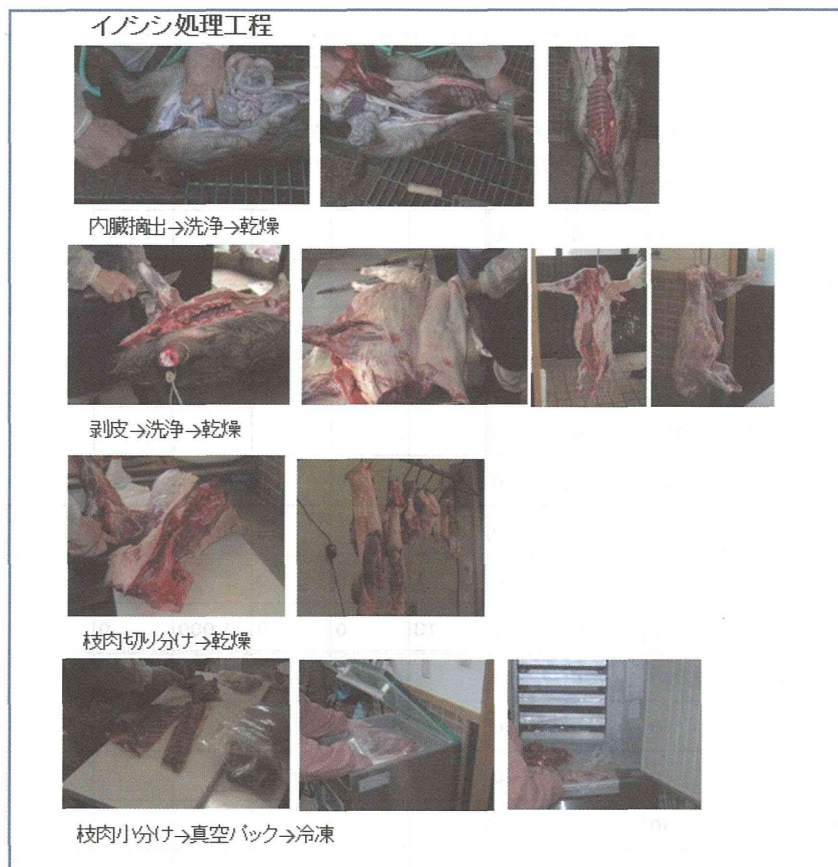 イノシシ処理工程
内臓摘出→洗浄→乾燥
剥皮→洗浄→乾燥
枝肉切り分け→乾燥
枝肉小分け→真空パック→冷凍